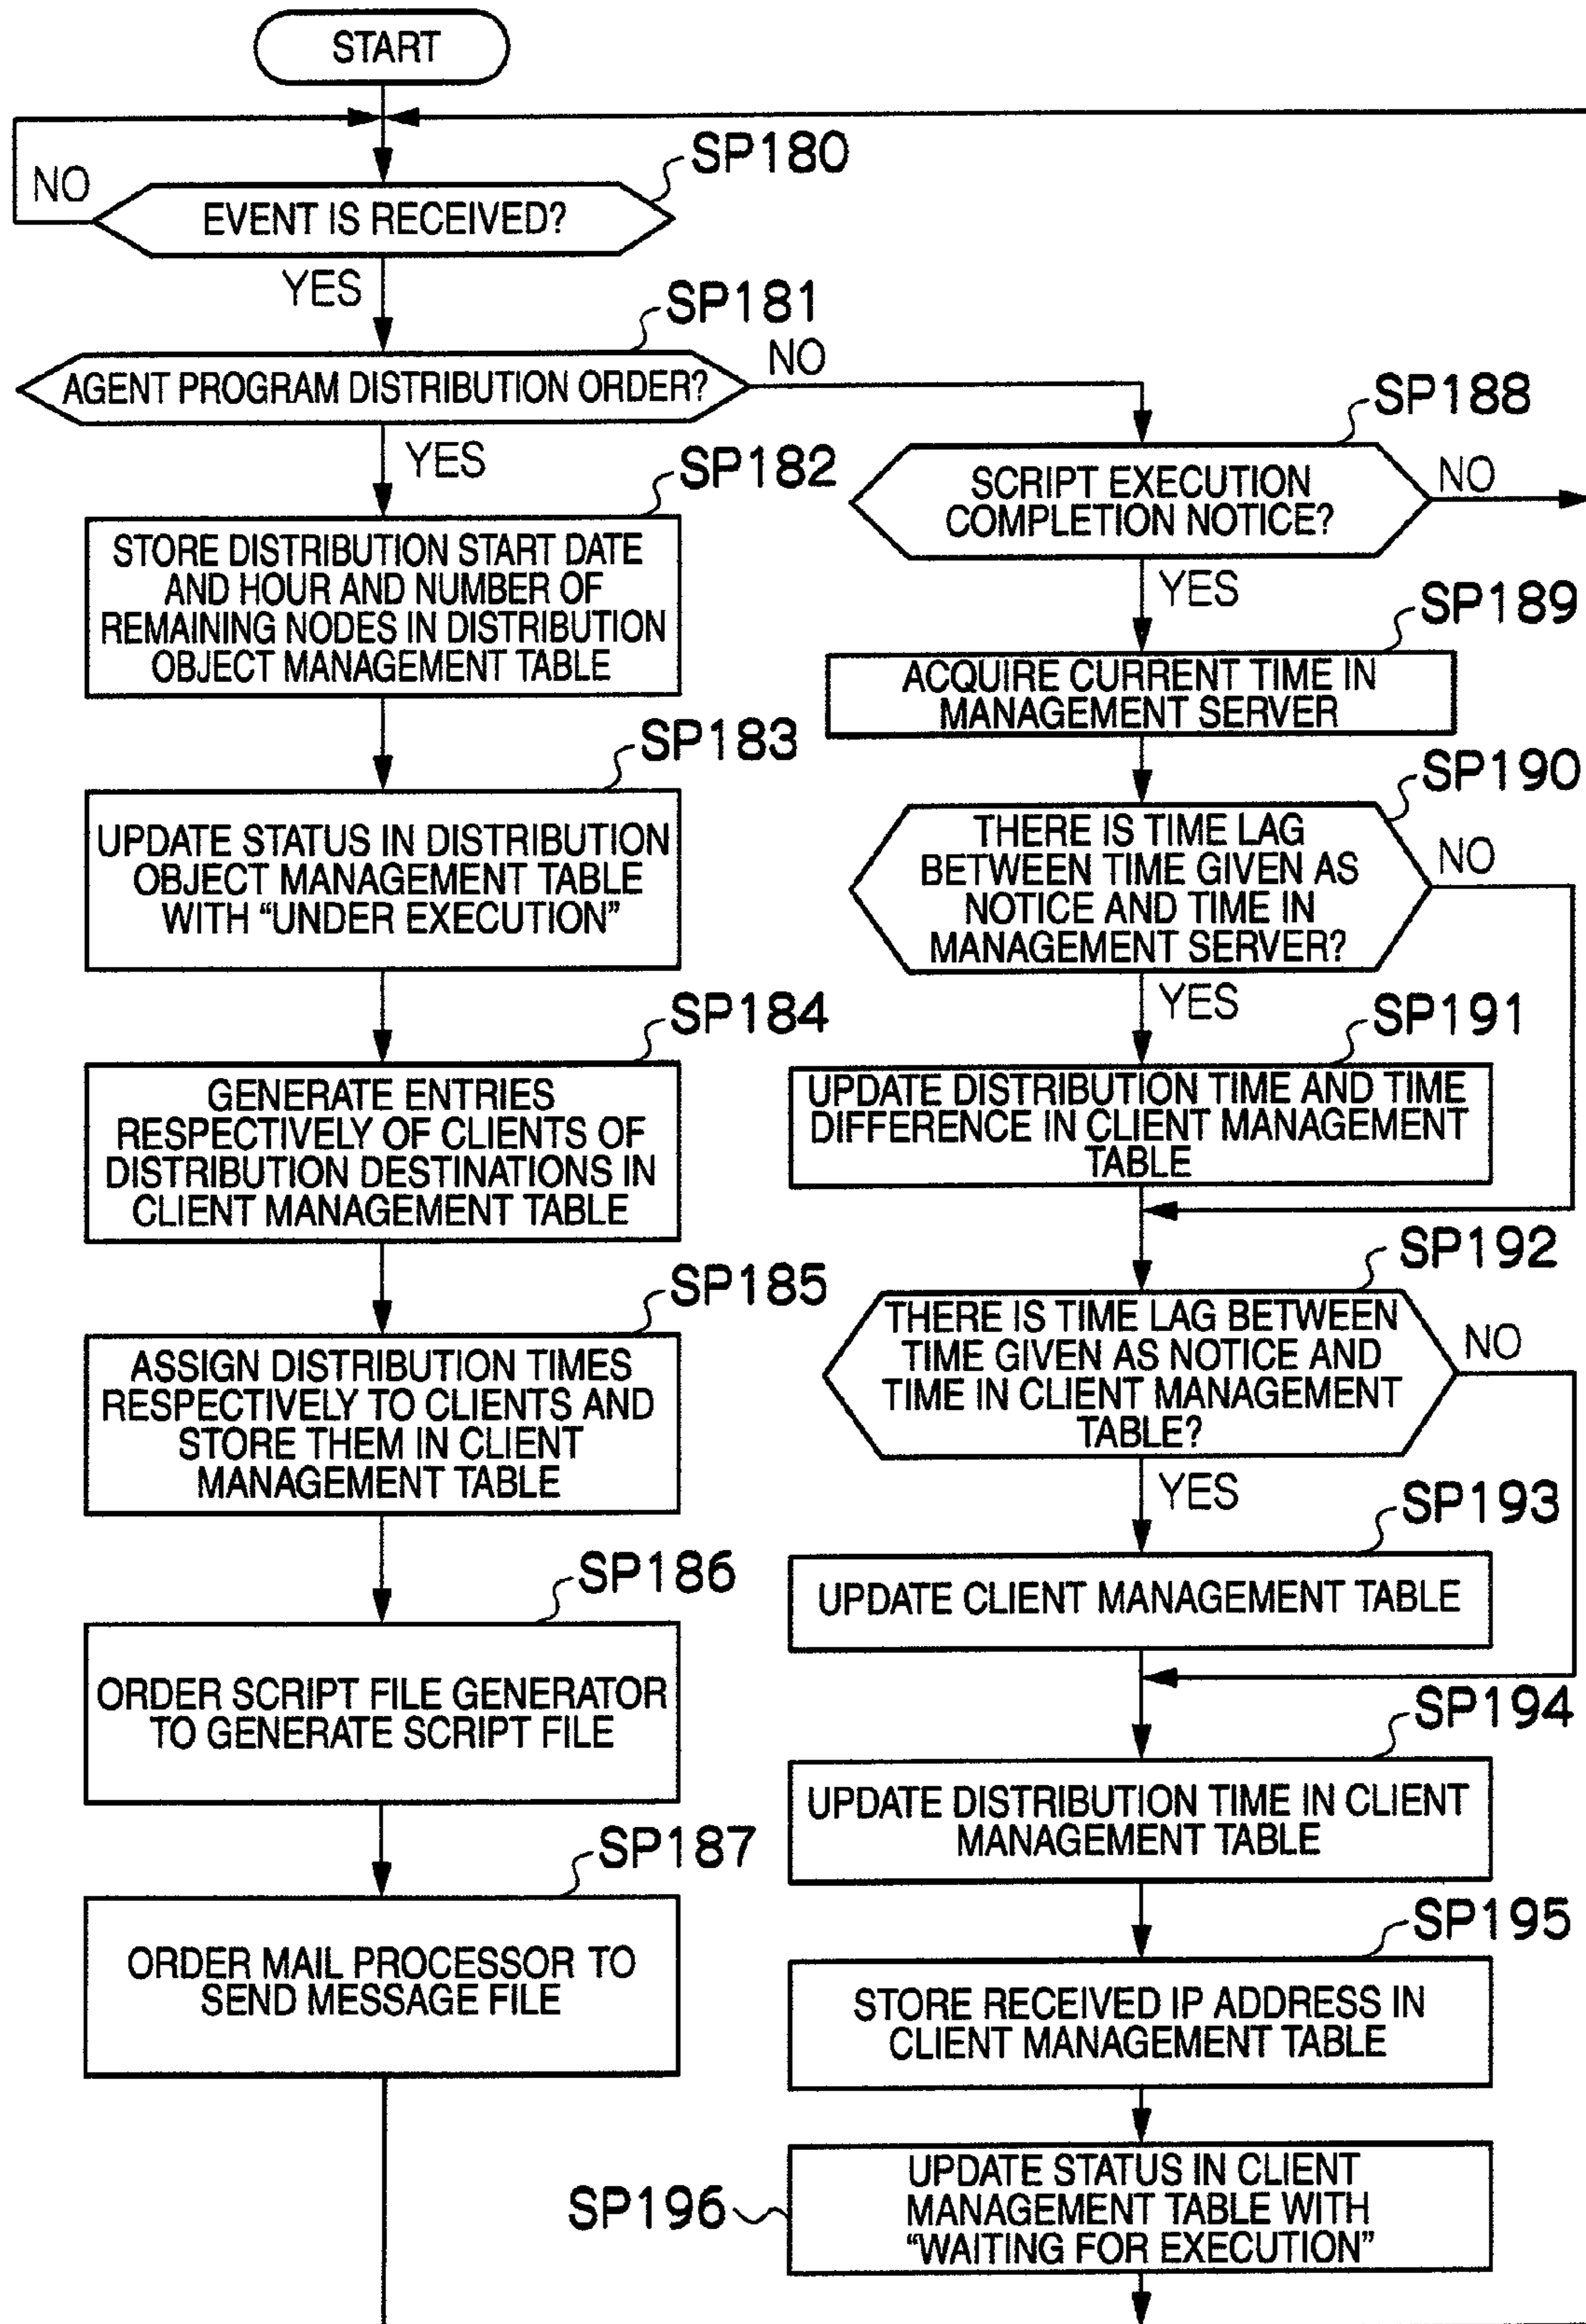 START
SP180
NO
EVENT IS RECEIVED?
YES
SP181
AGENT PROGRAM DISTRIBUTION ORDER?
NO
YES
SP182
STORE DISTRIBUTION START DATE
AND HOUR AND NUMBER OF
REMAINING NODES IN DISTRIBUTION
OBJECT MANAGEMENT TABLE
SP183
UPDATE STATUS IN DISTRIBUTION
OBJECT MANAGEMENT TABLE
WITH “UNDER EXECUTION”
SP184
GENERATE ENTRIES
RESPECTIVELY OF CLIENTS OF
DISTRIBUTION DESTINATIONS IN
CLIENT MANAGEMENT TABLE
SP185
ASSIGN DISTRIBUTION TIMES
RESPECTIVELY TO CLIENTS AND
STORE THEM IN CLIENT
MANAGEMENT TABLE
SP186
ORDER SCRIPT FILE GENERATOR
TO GENERATE SCRIPT FILE
SP187
ORDER MAIL PROCESSOR TO
SEND MESSAGE FILE
SP188
SCRIPT EXECUTION
COMPLETION NOTICE?
NO
YES
SP189
ACQUIRE CURRENT TIME IN
MANAGEMENT SERVER
SP190
THERE IS TIME LAG
BETWEEN TIME GIVEN AS
NOTICE AND TIME IN
MANAGEMENT SERVER?
NO
YES
SP191
UPDATE DISTRIBUTION TIME AND TIME
DIFFERENCE IN CLIENT MANAGEMENT
TABLE
SP192
THERE IS TIME LAG BETWEEN
TIME GIVEN AS NOTICE AND
TIME IN CLIENT MANAGEMENT
TABLE?
NO
YES
SP193
UPDATE CLIENT MANAGEMENT TABLE
SP194
UPDATE DISTRIBUTION TIME IN CLIENT
MANAGEMENT TABLE
SP195
STORE RECEIVED IP ADDRESS IN
CLIENT MANAGEMENT TABLE
SP196
UPDATE STATUS IN CLIENT
MANAGEMENT TABLE WITH
“WAITING FOR EXECUTION”